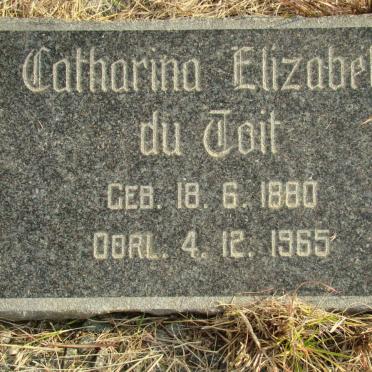 Catharina Elizabet
du Toit
GEB. 18. 6. 1880
OORL. 4. 12. 1965